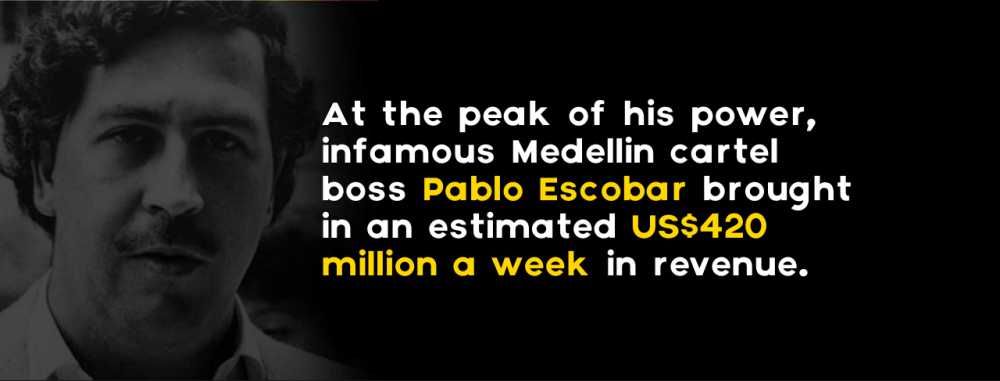 At the peak of his power,
infamous Medellin cartel
boss Pablo Escobar brought
in an estimated US$420
million a week in revenue.